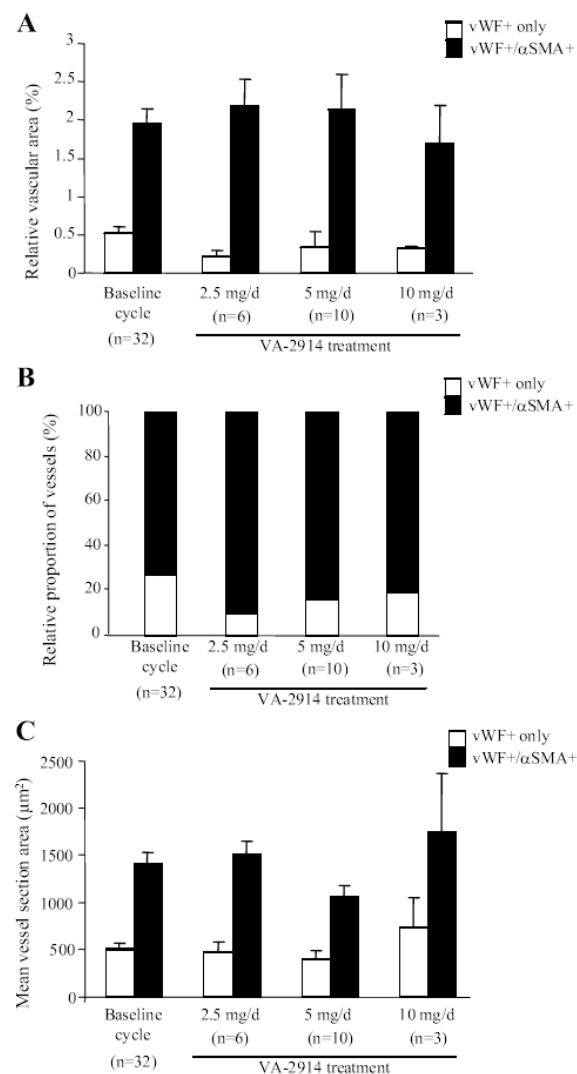 A
vWF+ only
vWF+/αSMA+
Relative vascular area (%)
3
2.5
2
1.5
1
0.5
0
Baseline 2.5 mg/d 5 mg/d 10 mg/d
cycle (n=6) (n=10) (n=3)
(n=32)
VA-2914 treatment
B
vWF+ only
vWF+/αSMA+
Relative proportion of vessels (%)
100
80
60
40
20
0
Baseline 2.5 mg/d 5 mg/d 10 mg/d
cycle (n=6) (n=10) (n=3)
(n=32)
VA-2914 treatment
C
vWF+ only
vWF+/αSMA+
Mean vessel section area (µm²)
2500
2000
1500
1000
500
0
Baseline 2.5 mg/d 5 mg/d 10 mg/d
cycle (n=6) (n=10) (n=3)
(n=32)
VA-2914 treatment